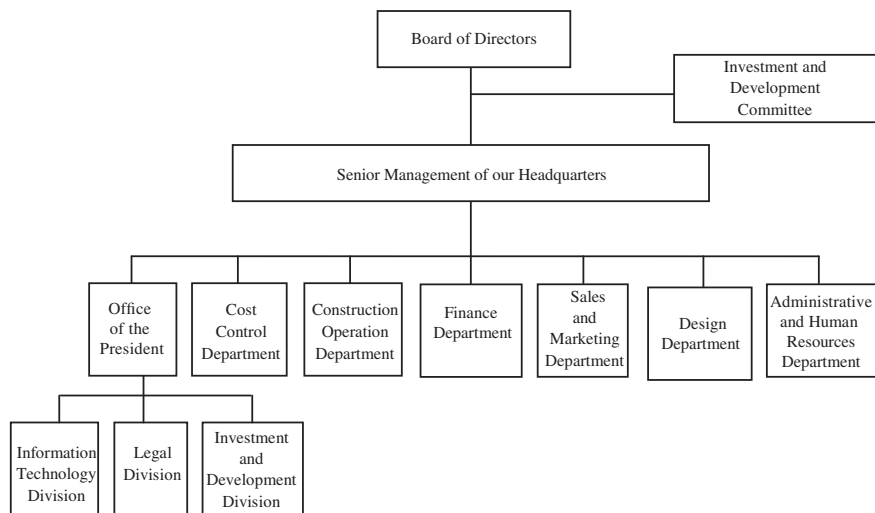 Board of Directors
Investment and
Development
Committee
Senior Management of our Headquarters
Office
of the
President
Cost
Control
Department
Construction
Operation
Department
Finance
Department
Sales
and
Marketing
Department
Design
Department
Administrative
and Human
Resources
Department
Information
Technology
Division
Legal
Division
Investment
and
Development
Division